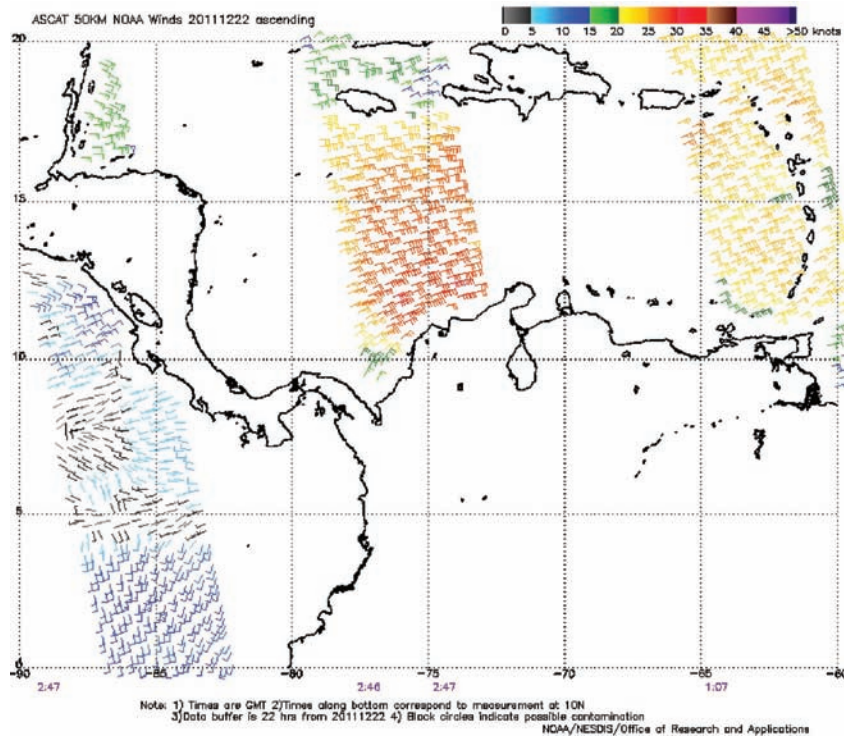 ASCAT 50KM NOAA Winds 20111222 ascending
0 5 10 15 20 25 30 35 40 45 >50 knots
20
15
10
5
0
-90 -85 -80 -75 -70 -65 -60
2:47 2:46 2:47 1:07
Note: 1) Times are GMT 2)Times along bottom correspond to measurement at 10N
3)Data buffer is 22 hrs from 20111222 4) Black circles indicate possible contamination
NOAA/NESDIS/Office of Research and Applications